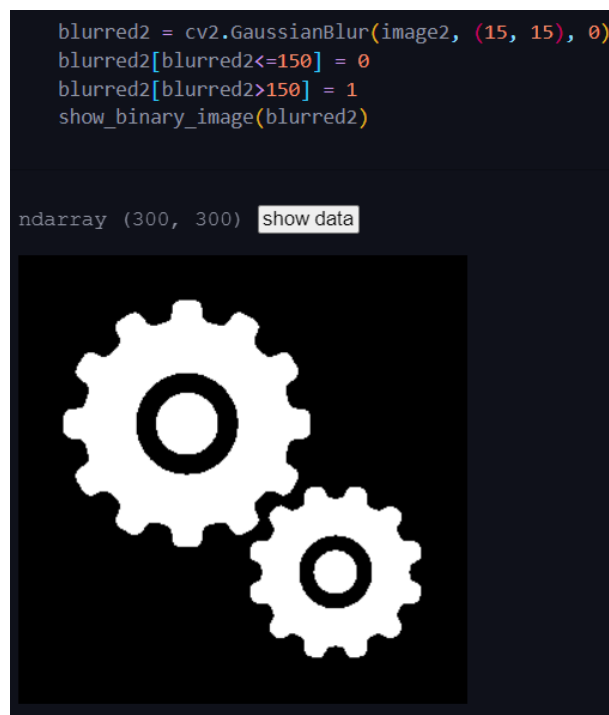 blurred2 = cv2.GaussianBlur(image2, (15, 15), 0)
blurred2[blurred2<=150] = 0
blurred2[blurred2>150] = 1
show_binary_image(blurred2)
ndarray (300, 300) show data